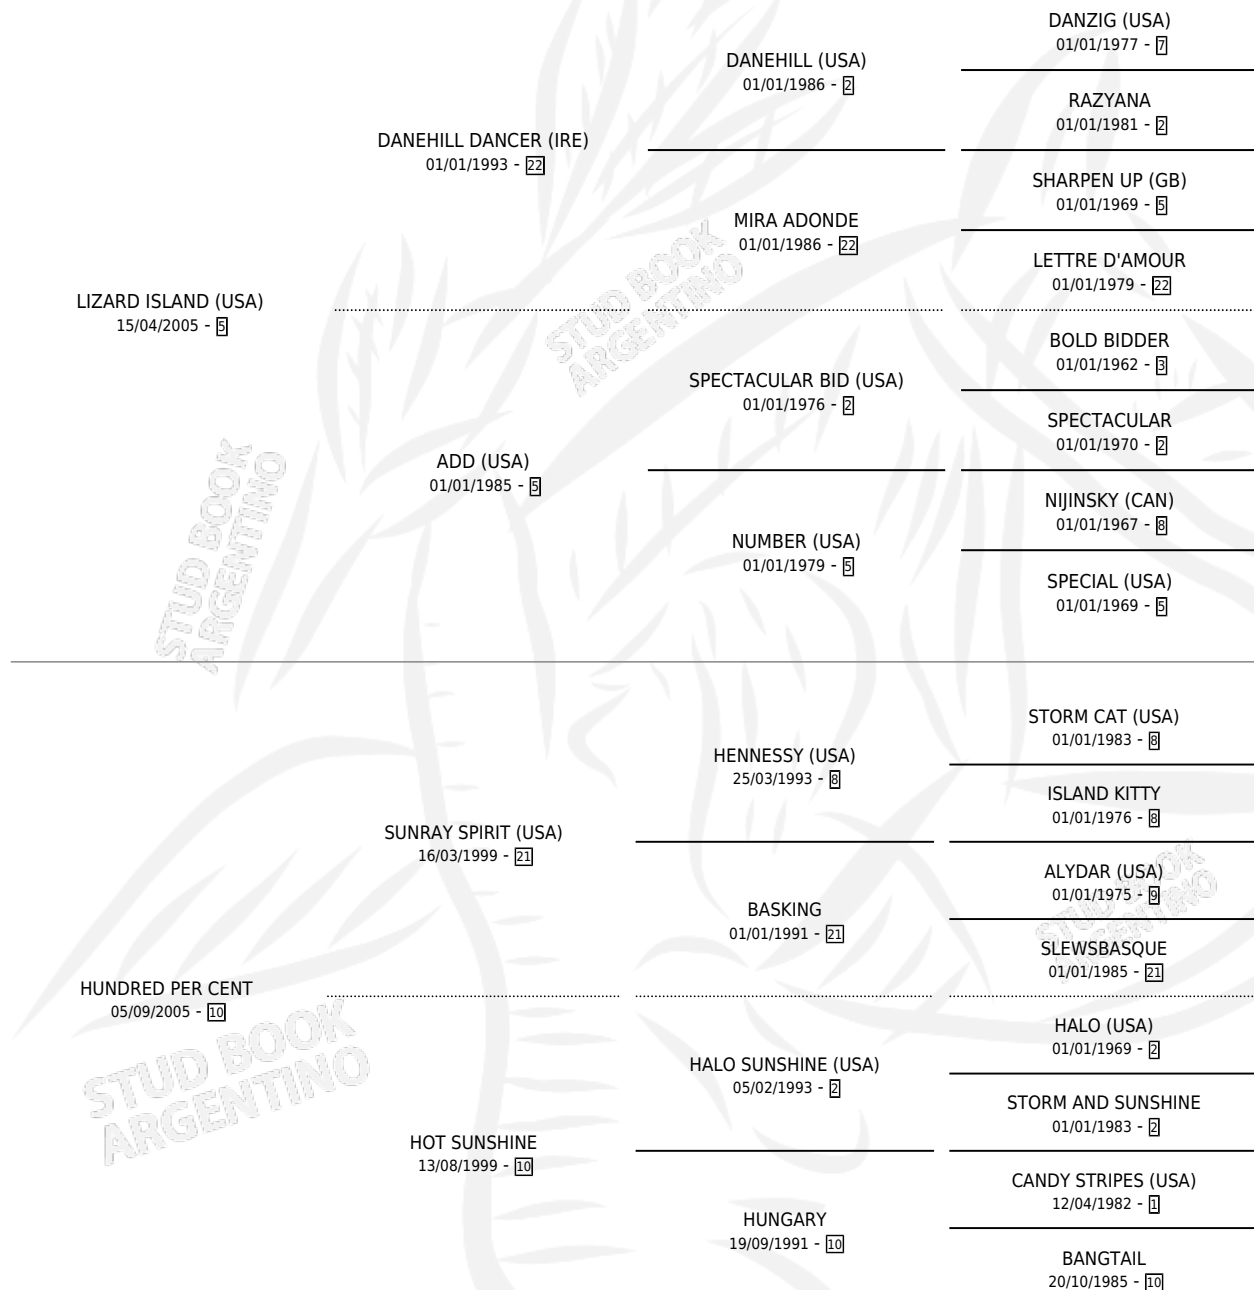 DANZIG (USA)
01/01/1977 - 7
DANEHILL (USA)
01/01/1986 - 2
RAZYANA
01/01/1981 - 2
DANEHILL DANCER (IRE)
01/01/1993 - 22
SHARPEN UP (GB)
01/01/1969 - 5
MIRA ADONDE
01/01/1986 - 22
LETTRE D'AMOUR
01/01/1979 - 22
LIZARD ISLAND (USA)
15/04/2005 - 5
STUD BOOK
ARGENTINO
BOLD BIDDER
01/01/1962 - 3
SPECTACULAR BID (USA)
01/01/1976 - 2
SPECTACULAR
01/01/1970 - 2
ADD (USA)
01/01/1985 - 5
NIJINSKY (CAN)
01/01/1967 - 8
NUMBER (USA)
01/01/1979 - 5
SPECIAL (USA)
01/01/1969 - 5
STUD BOOK
ARGENTINO
STORM CAT (USA)
01/01/1983 - 8
HENNESSY (USA)
25/03/1993 - 8
ISLAND KITTY
01/01/1976 - 8
SUNRAY SPIRIT (USA)
16/03/1999 - 21
ALYDAR (USA)
01/01/1975 - 9
STUD BOOK
ARGENTINO
BASKING
01/01/1991 - 21
SLEWSBASQUE
01/01/1985 - 21
HUNDRED PER CENT
05/09/2005 - 10
STUD BOOK
ARGENTINO
HALO (USA)
01/01/1969 - 2
HALO SUNSHINE (USA)
05/02/1993 - 2
STORM AND SUNSHINE
01/01/1983 - 2
HOT SUNSHINE
13/08/1999 - 10
CANDY STRIPES (USA)
12/04/1982 - 1
HUNGARY
19/09/1991 - 10
BANGTAIL
20/10/1985 - 10